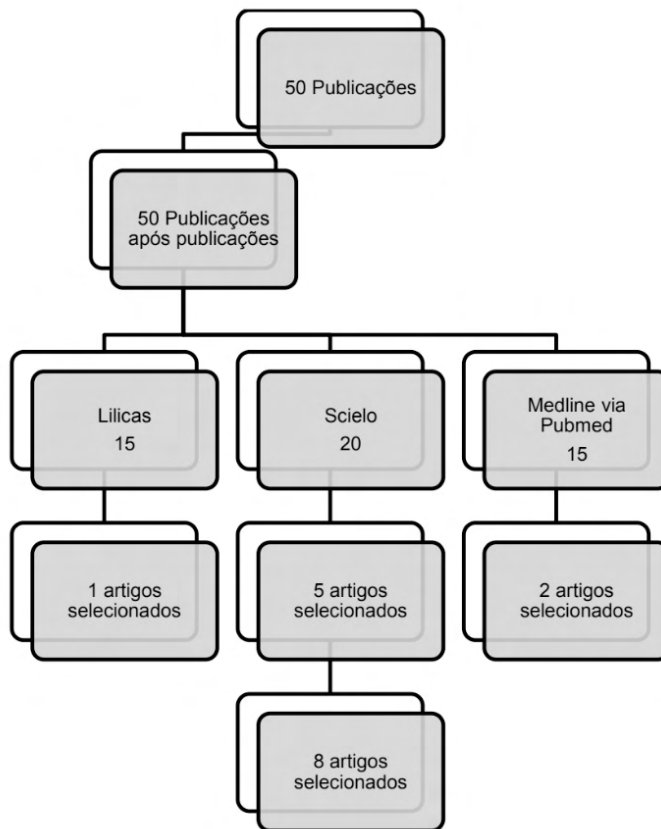 50 Publicações
50 Publicações
após publicações
Lilicas
15
Scielo
20
Medline via
Pubmed
15
1 artigos
selecionados
5 artigos
selecionados
2 artigos
selecionados
8 artigos
selecionados